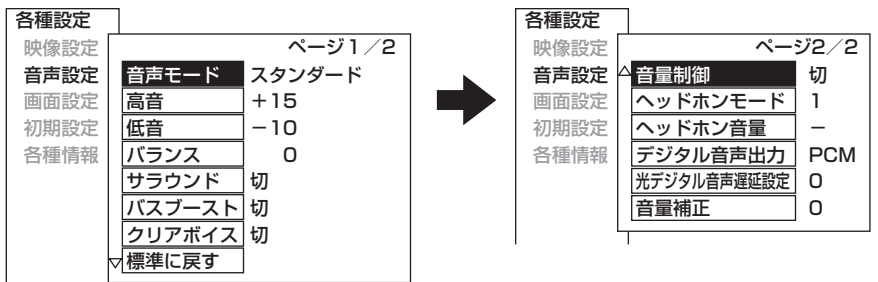 各種設定
映像設定
音声設定
画面設定
初期設定
各種情報
ページ1／2
音声モード スタンダード
高音 ＋15
低音 －10
バランス 0
サラウンド 切
バスブースト 切
クリアボイス 切
▽標準に戻す
各種設定
映像設定
音声設定
画面設定
初期設定
各種情報
ページ2／2
△音量制御 切
ヘッドホンモード 1
ヘッドホン音量 －
デジタル音声出力 PCM
光デジタル音声遅延設定 0
音量補正 0